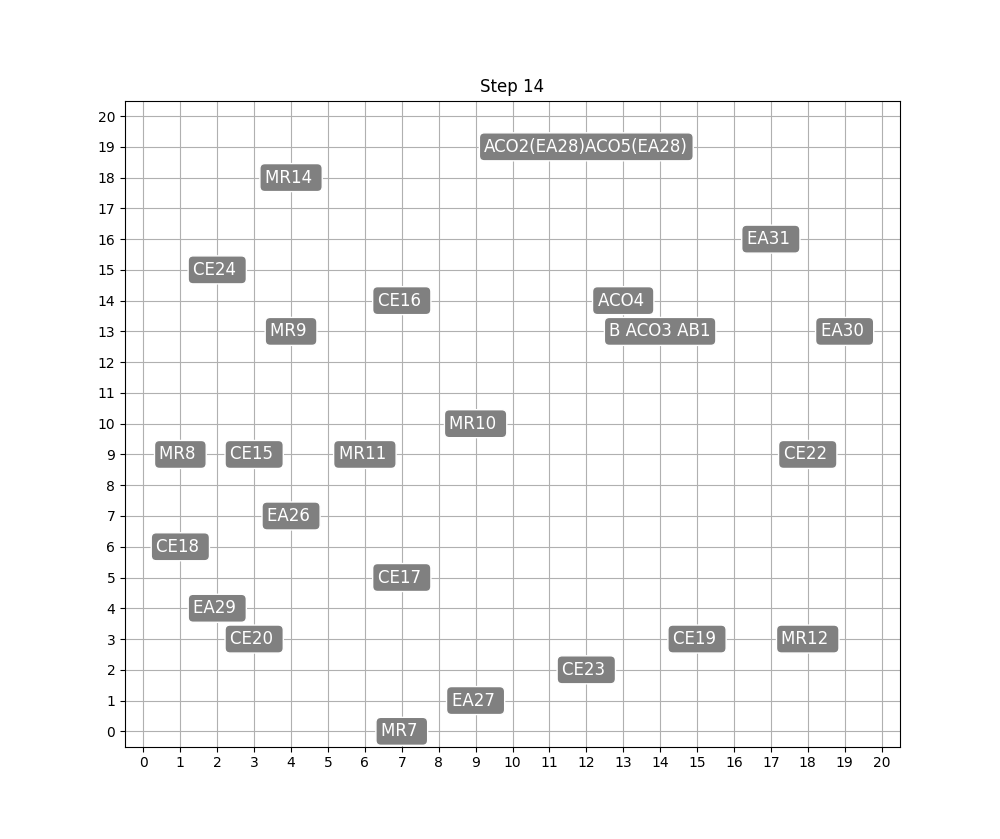 Step 14
20
19
ACO2(EA28)ACO5(EA28)
18
MR14
17
16
EA31
15
CE24
14
CE16
ACO4
13
MR9
B ACO3 AB1
EA30
12
11
10
MR10
9
MR8
CE15
MR11
CE22
8
7
EA26
6
CE18
5
CE17
4
EA29
3
CE20
CE19
MR12
2
CE23
1
EA27
0
MR7
0 1 2 3 4 5 6 7 8 9 10 11 12 13 14 15 16 17 18 19 20